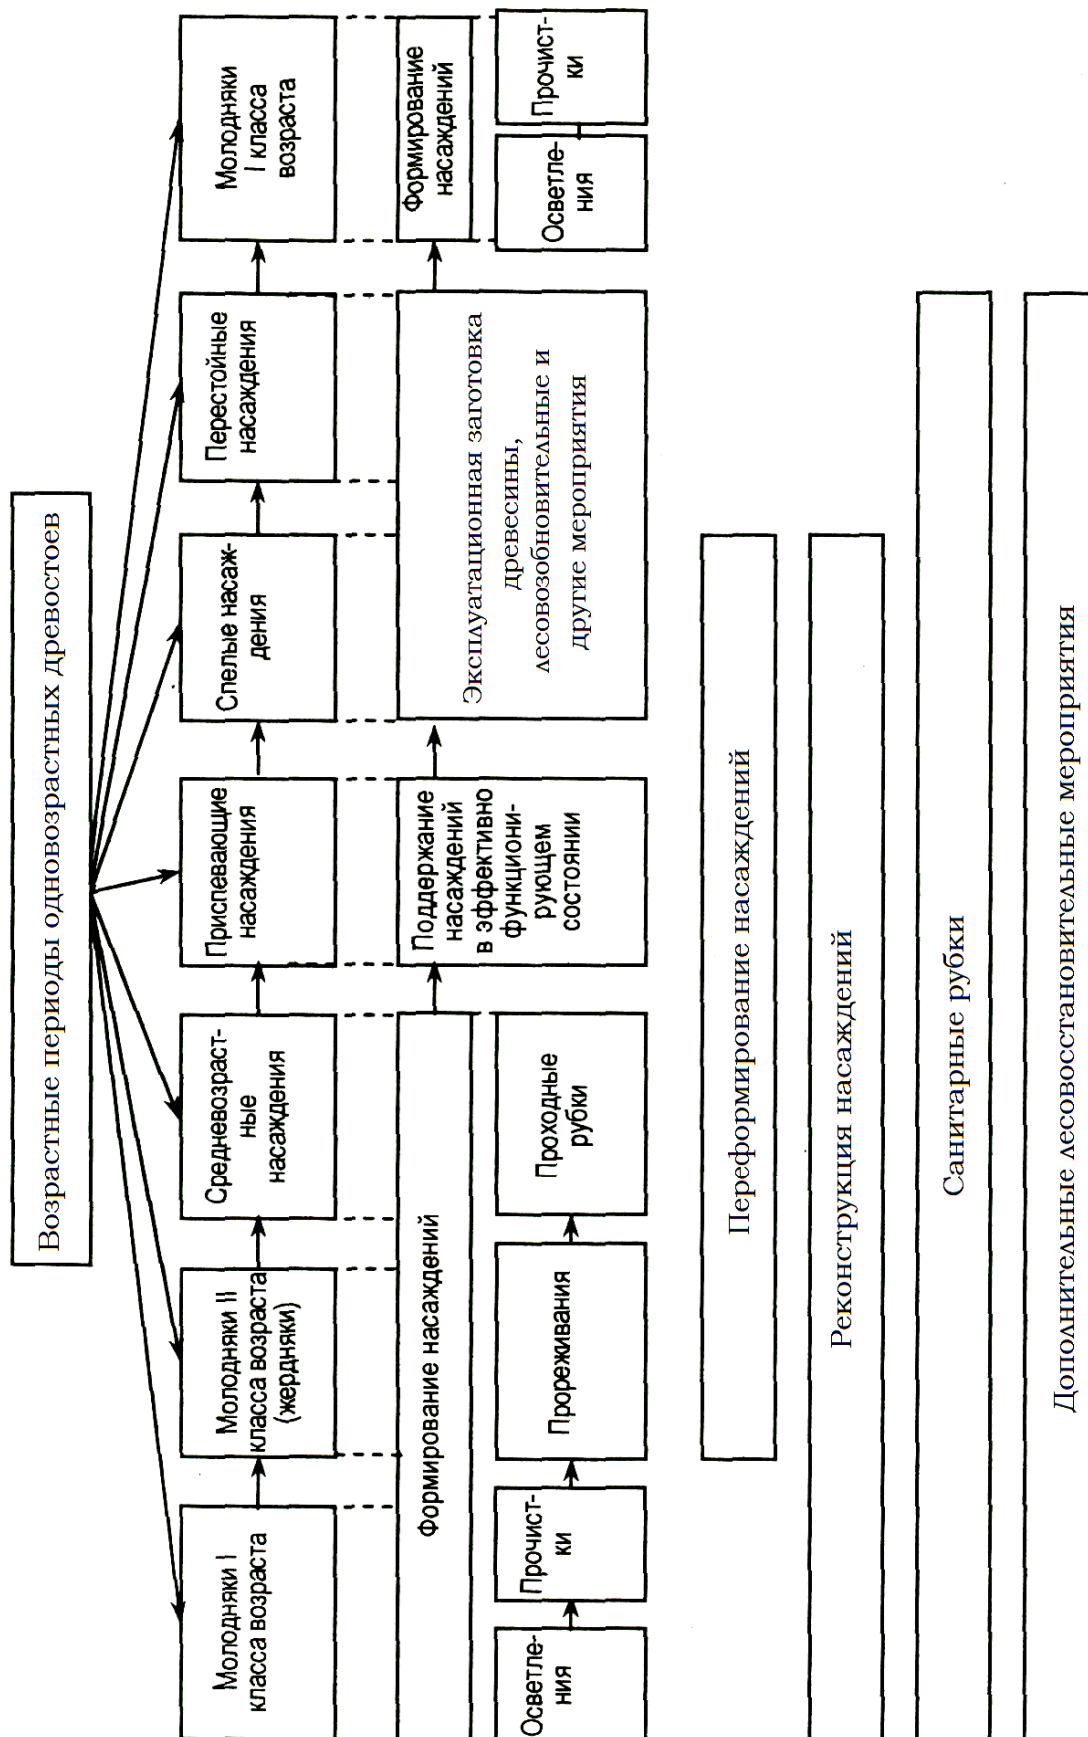 Возрастные периоды одновозрастных древостоев
Молодняки I
класса возраста
Молодняки II
класса возраста
(жердняки)
Средневозраст-
ные
насаждения
Приспевающие
насаждения
Спелые насаж-
дения
Перестойные
насаждения
Молодняки
I класса
возраста
Формирование насаждений
Поддержание
насаждений
в эффективно
функциони-
рующем
состоянии
Эксплуатационная заготовка
древесины,
лесовозобновительные и
другие мероприятия
Формирование
насаждений
Осветле-
ния
Прочист-
ки
Прореживания
Проходные
рубки
Осветле-
ния
Прочист-
ки
Переформирование насаждений
Реконструкция насаждений
Санитарные рубки
Дополнительные лесовосстановительные мероприятия